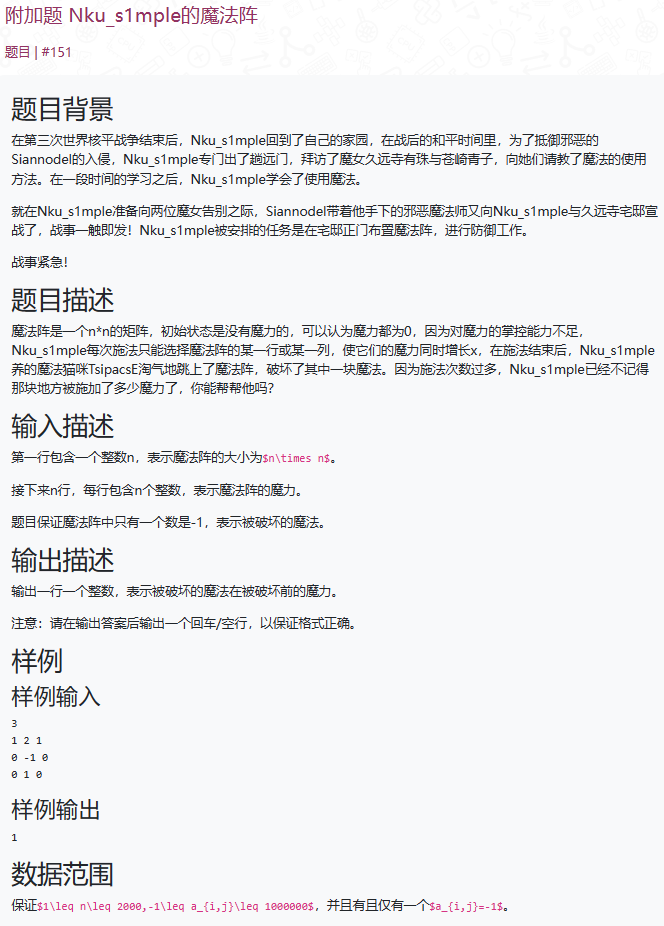 附加题 Nku_s1mple的魔法阵
题目 | #151
题目背景
在第三次世界核平战争结束后，Nku_s1mple回到了自己的家园，在战后的和平时间里，为了抵御邪恶的
Siannodel的入侵，Nku_s1mple专门出了趟远门，拜访了魔女久远寺有珠与苍崎青子，向她们请教了魔法的使用
方法。在一段时间的学习之后，Nku_s1mple学会了使用魔法。
就在Nku_s1mple准备向两位魔女告别之际，Siannodel带着他手下的邪恶魔法师又向Nku_s1mple与久远寺宅邸宣
战了，战事一触即发！Nku_s1mple被安排的任务是在宅邸正门布置魔法阵，进行防御工作。
战事紧急！
题目描述
魔法阵是一个n*n的矩阵，初始状态是没有魔力的，可以认为魔力都为0，因为对魔力的掌控能力不足，
Nku_s1mple每次施法只能选择魔法阵的某一行或某一列，使它们的魔力同时增长x，在施法结束后，Nku_s1mple
养的魔法猫咪TsipacsE淘气地跳上了魔法阵，破坏了其中一块魔法。因为施法次数过多，Nku_s1mple已经不记得
那块地方被施加了多少魔力了，你能帮帮他吗？
输入描述
第一行包含一个整数n，表示魔法阵的大小为$n\times n$。
接下来n行，每行包含n个整数，表示魔法阵的魔力。
题目保证魔法阵中只有一个数是-1，表示被破坏的魔法。
输出描述
输出一行一个整数，表示被破坏的魔法在被破坏前的魔力。
注意：请在输出答案后输出一个回车/空行，以保证格式正确。
样例
样例输入
3
1 2 1
0 -1 0
0 1 0
样例输出
1
数据范围
保证$1\leq n\leq 2000,-1\leq a_{i,j}\leq 1000000$，并且有且仅有一个$a_{i,j}=-1$。